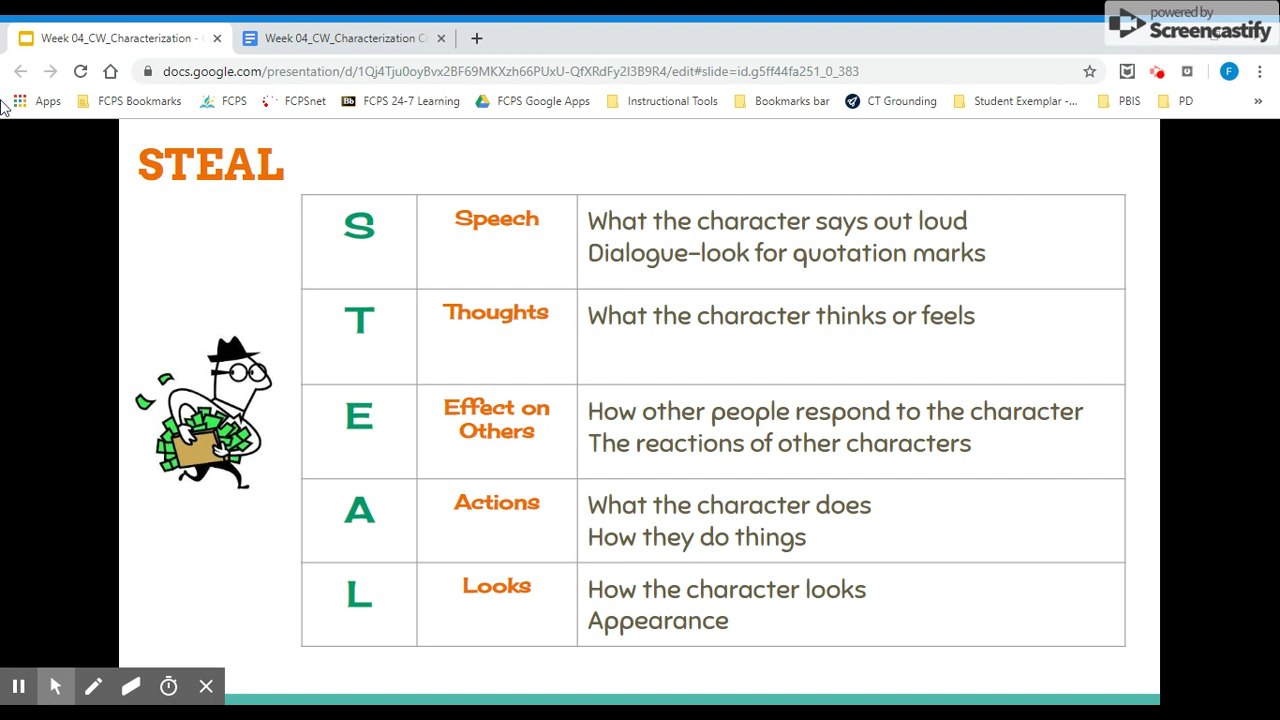 powered by
Screencastify
Week 04_CW_Characterization -
Week 04_CW_Characterization C
docs.google.com/presentation/d/1Qj4Tju0oyBvx2RF69MKXzh6PUxU-QfXRdFy2I3B9R4/edit#slide=id.g5ff44fa251_0_383
F
Apps
FCPS Bookmarks
FCPS
FCPSnet
Bb
FCPS 24-7 Learning
FCPS Google Apps
Instructional Tools
Bookmarks bar
CT Grounding
Student Exemplar -...
PBIS
PD
»
STEAL
S
Speech
What the character says out loud
Dialogue-look for quotation marks
T
Thoughts
What the character thinks or feels
E
Effect on
Others
How other people respond to the character
The reactions of other characters
A
Actions
What the character does
How they do things
L
Looks
How the character looks
Appearance